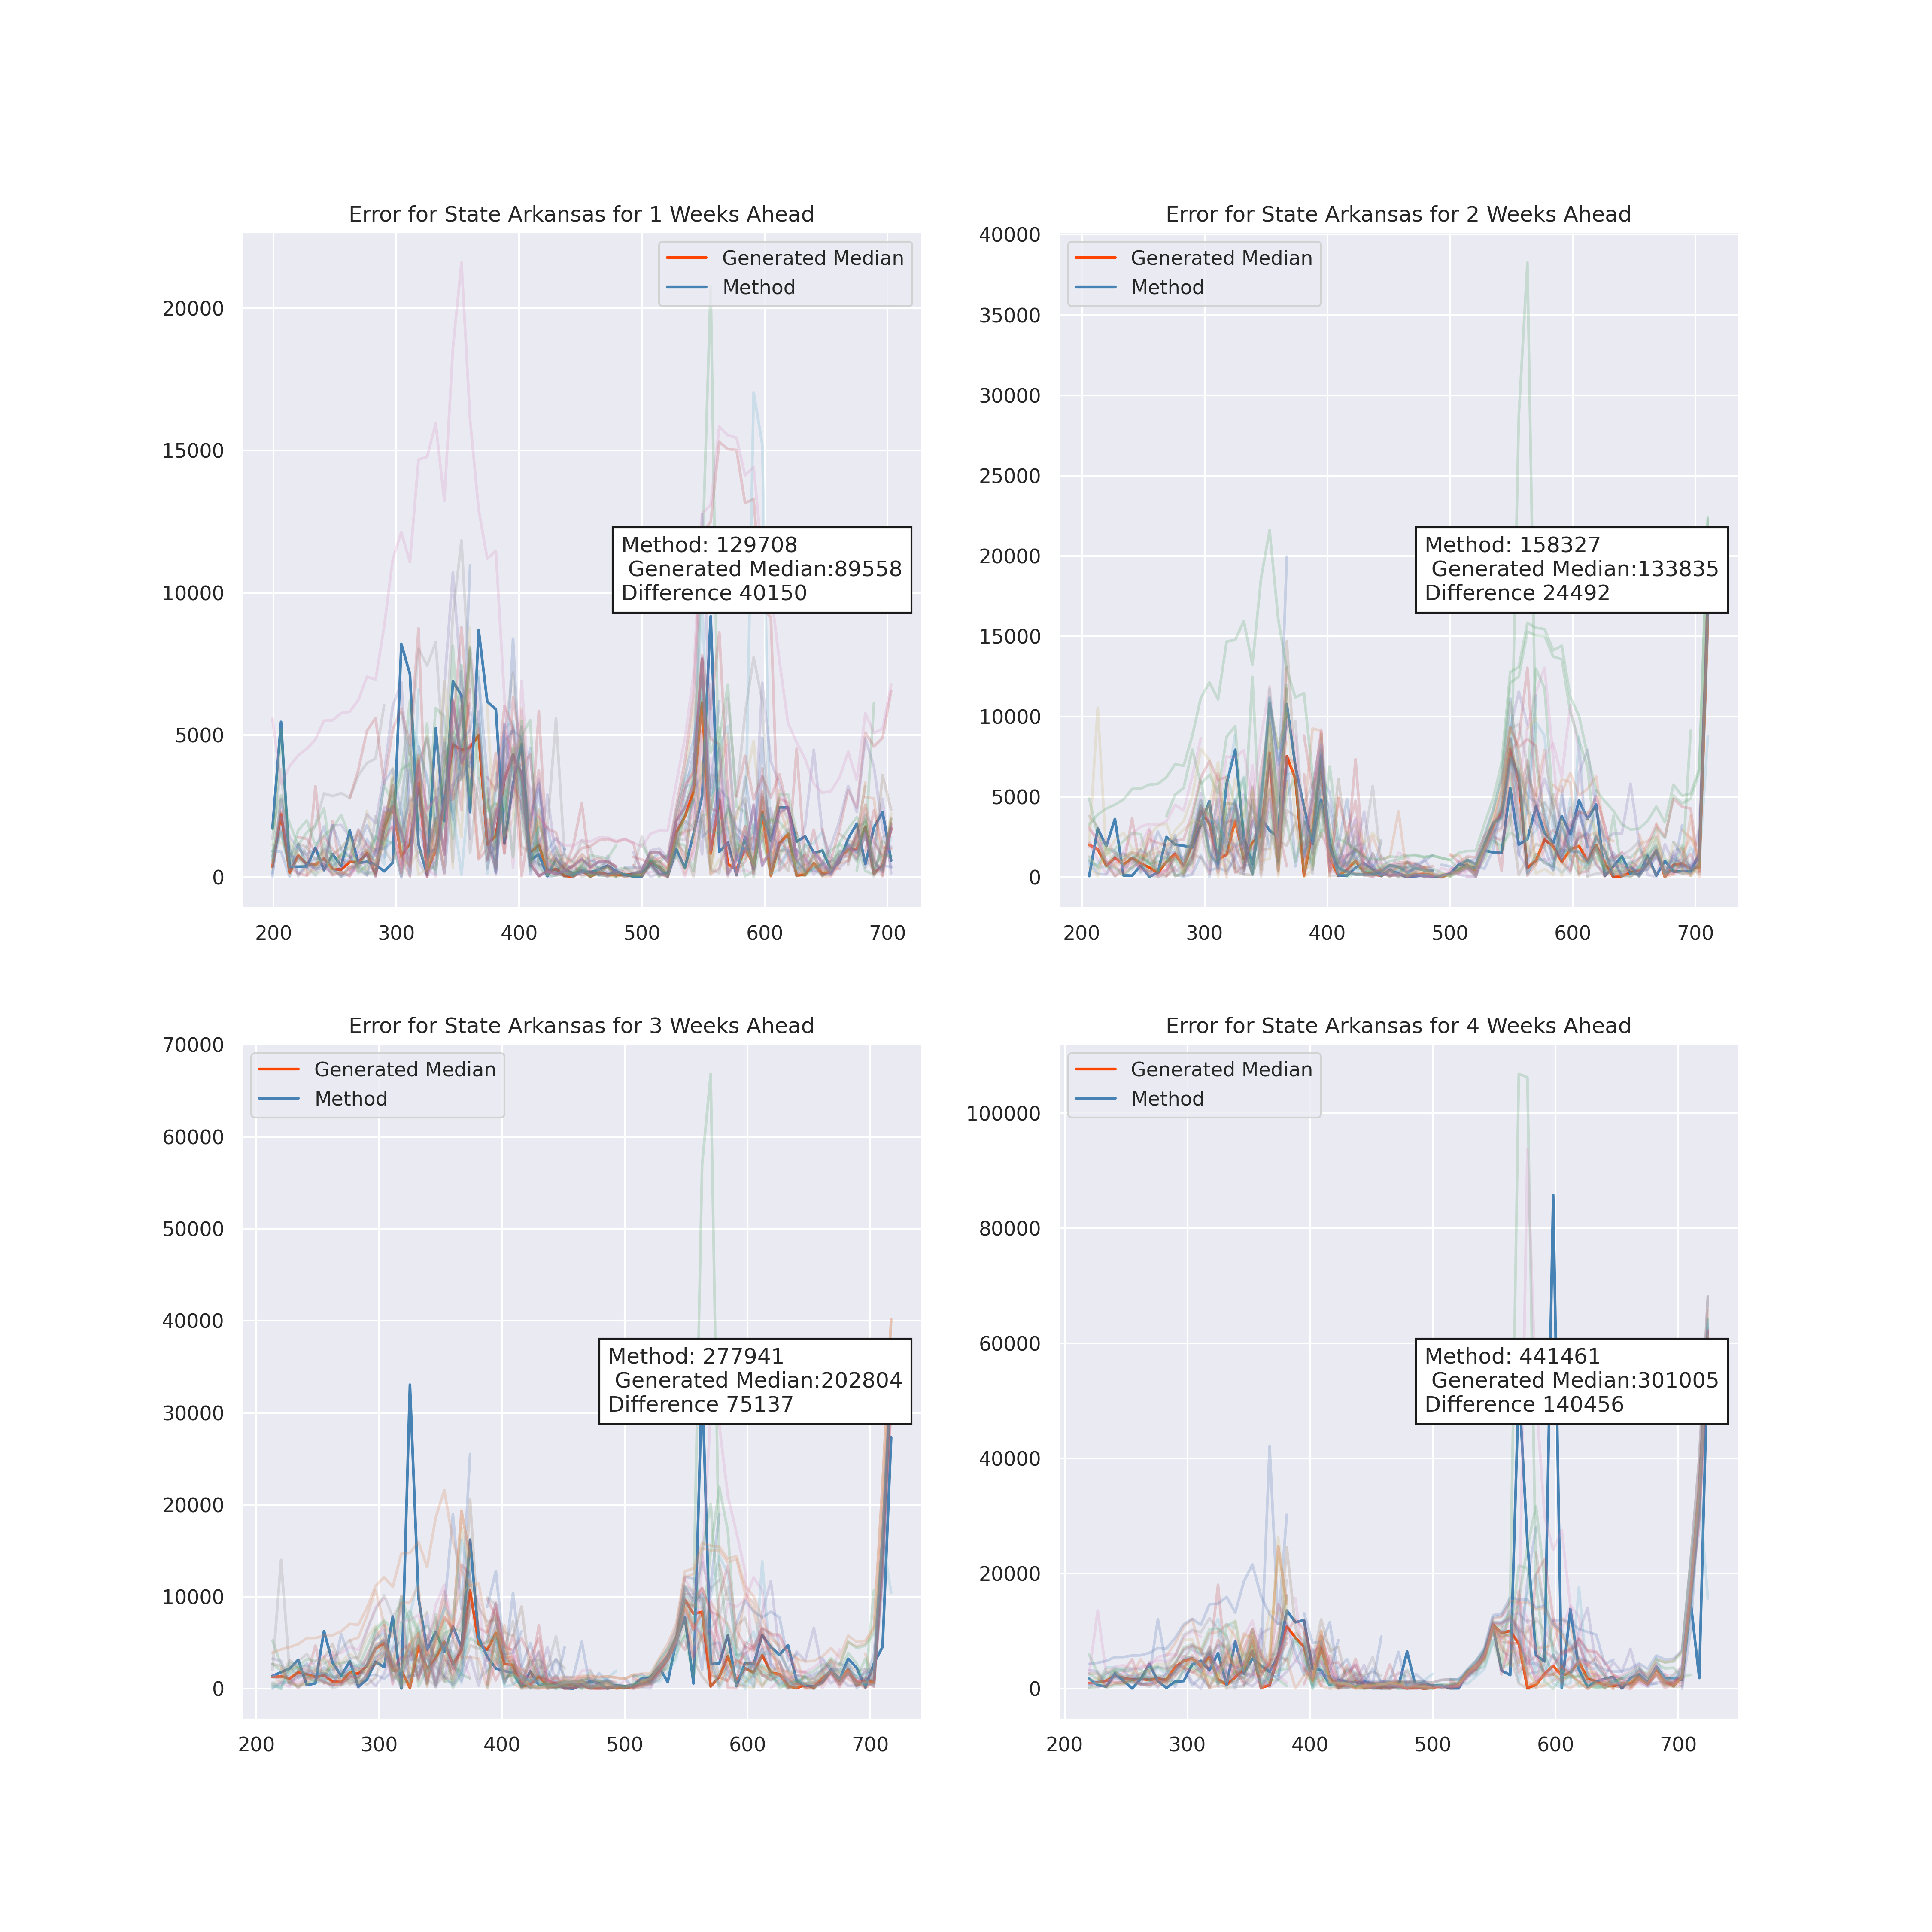 Error for State Arkansas for 1 Weeks Ahead
Generated Median
Method
20000
15000
10000
5000
0
Method: 129708
Generated Median:89558
Difference 40150
200 300 400 500 600 700
Error for State Arkansas for 2 Weeks Ahead
Generated Median
Method
40000
35000
30000
25000
20000
15000
10000
5000
0
Method: 158327
Generated Median:133835
Difference 24492
200 300 400 500 600 700
Error for State Arkansas for 3 Weeks Ahead
Generated Median
Method
70000
60000
50000
40000
30000
20000
10000
0
Method: 277941
Generated Median:202804
Difference 75137
200 300 400 500 600 700
Error for State Arkansas for 4 Weeks Ahead
Generated Median
Method
100000
80000
60000
40000
20000
0
Method: 441461
Generated Median:301005
Difference 140456
200 300 400 500 600 700